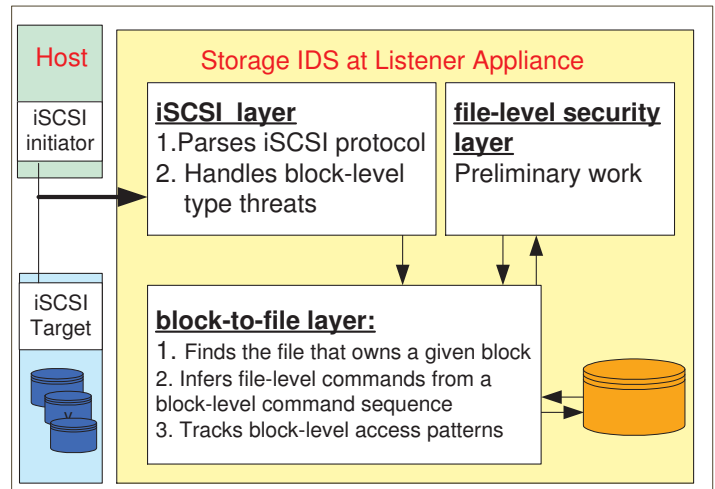 Host
iSCSI
initiator
iSCSI
Target
Storage IDS at Listener Appliance
iSCSI layer
1.Parses iSCSI protocol
2. Handles block-level
type threats
file-level security
layer
Preliminary work
block-to-file layer:
1. Finds the file that owns a given block
2. Infers file-level commands from a
block-level command sequence
3. Tracks block-level access patterns